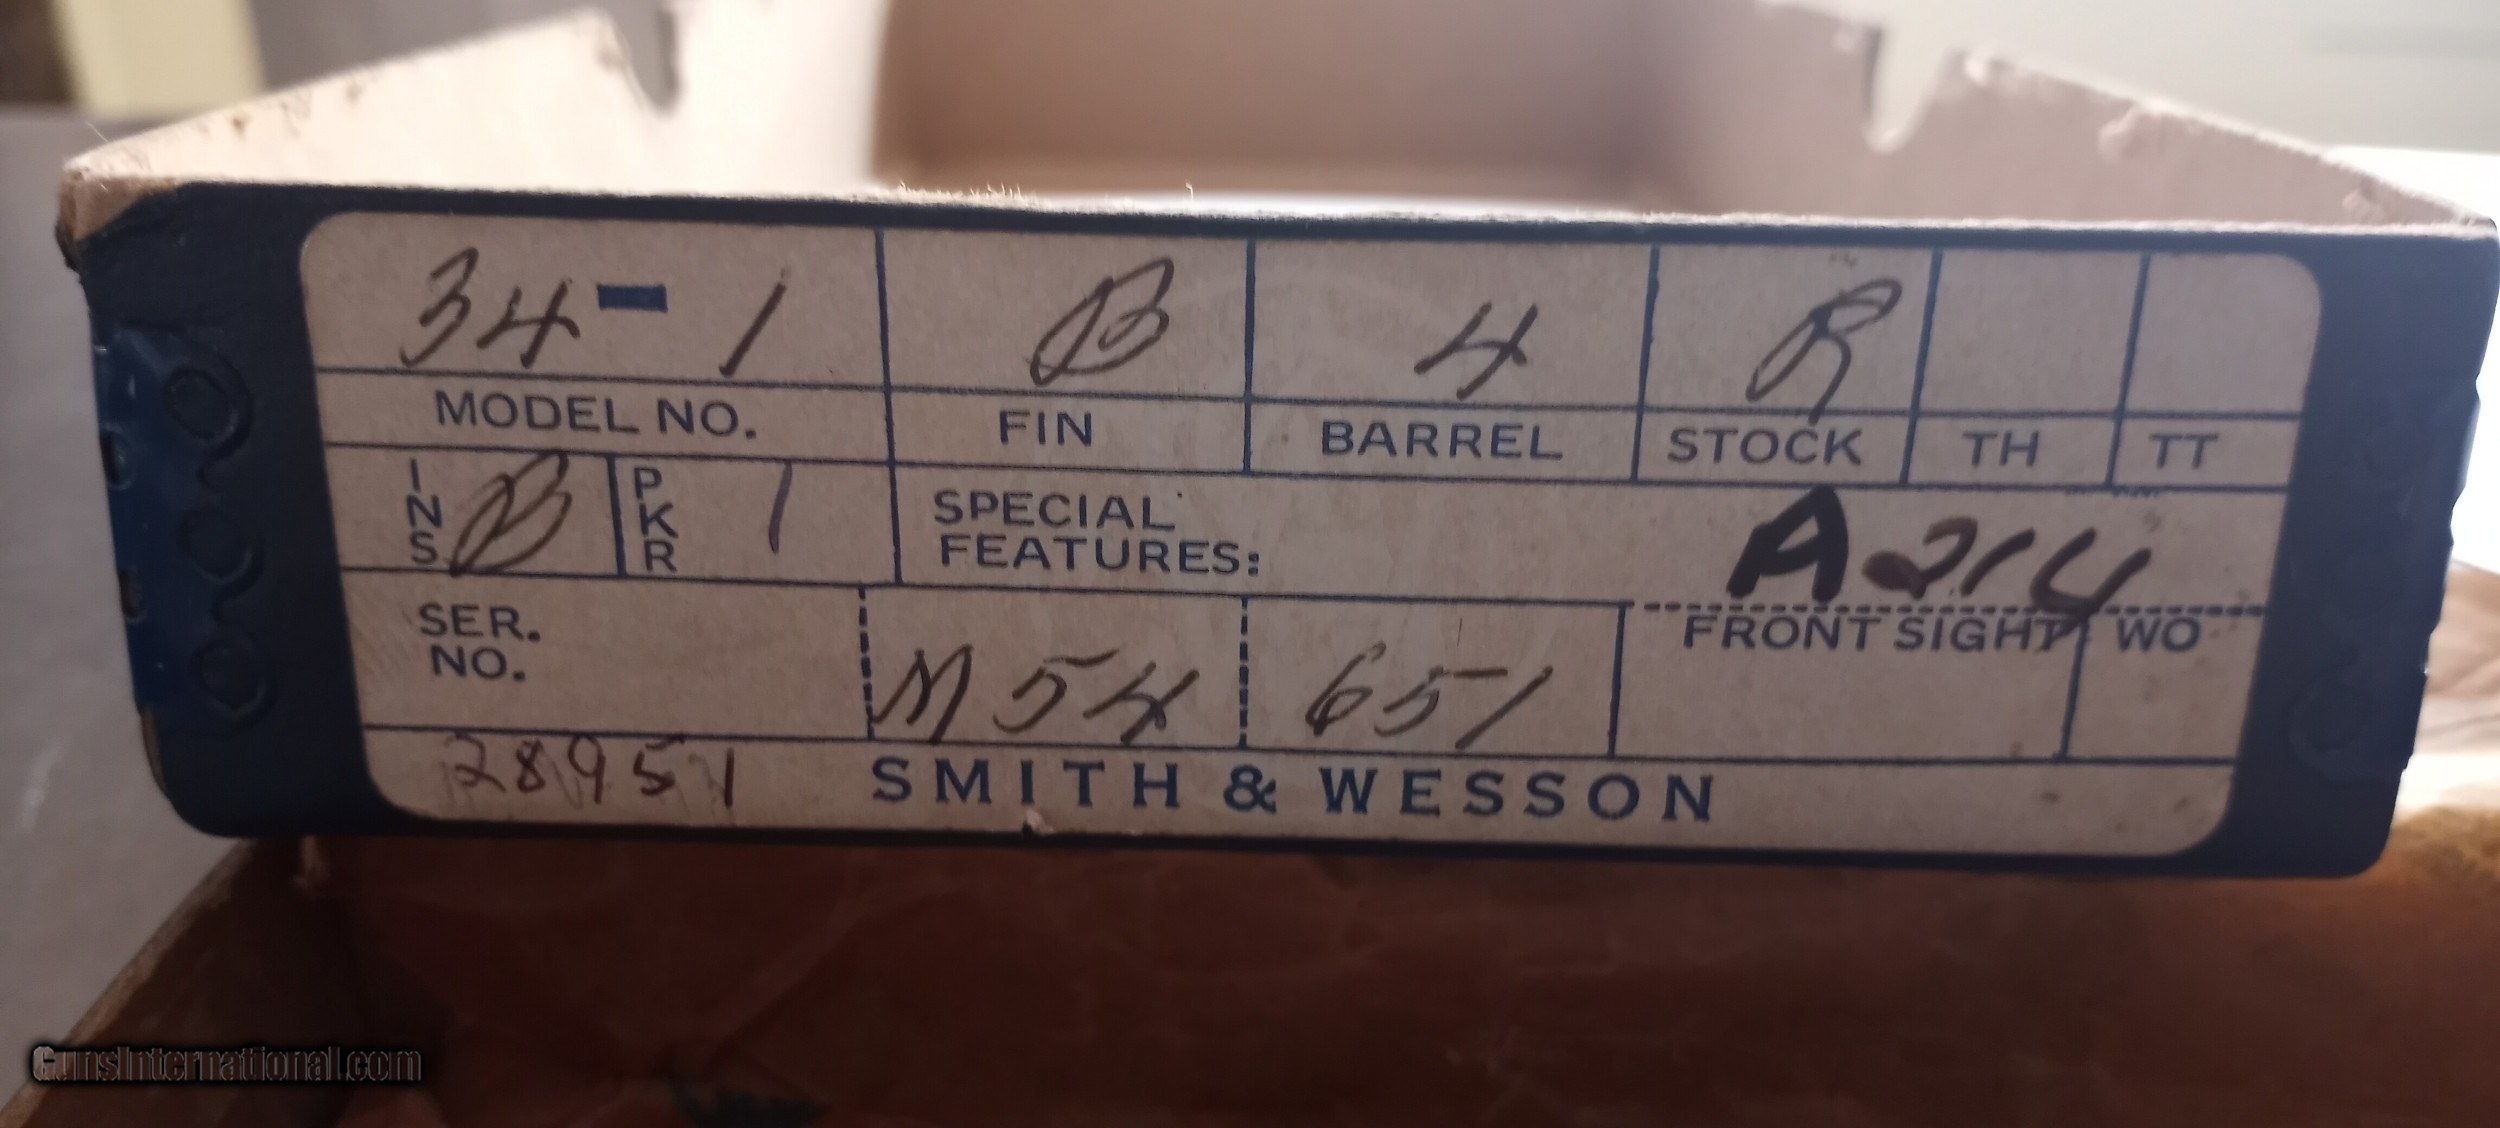 34-1 B 4 R
MODEL NO. FIN BARREL STOCK TH TT
INS B PKR 1 SPECIAL FEATURES: A-214
FRONT SIGHT WO
SER. NO. M54 651
28951 SMITH & WESSON
GunsInternational.com